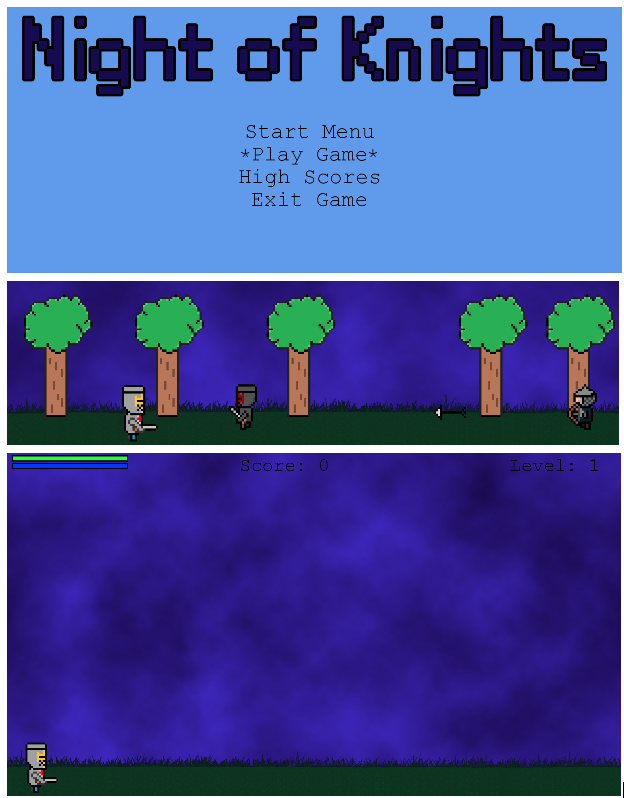 Night of Knights
Start Menu
*Play Game*
High Scores
Exit Game
Score: 0
Level: 1